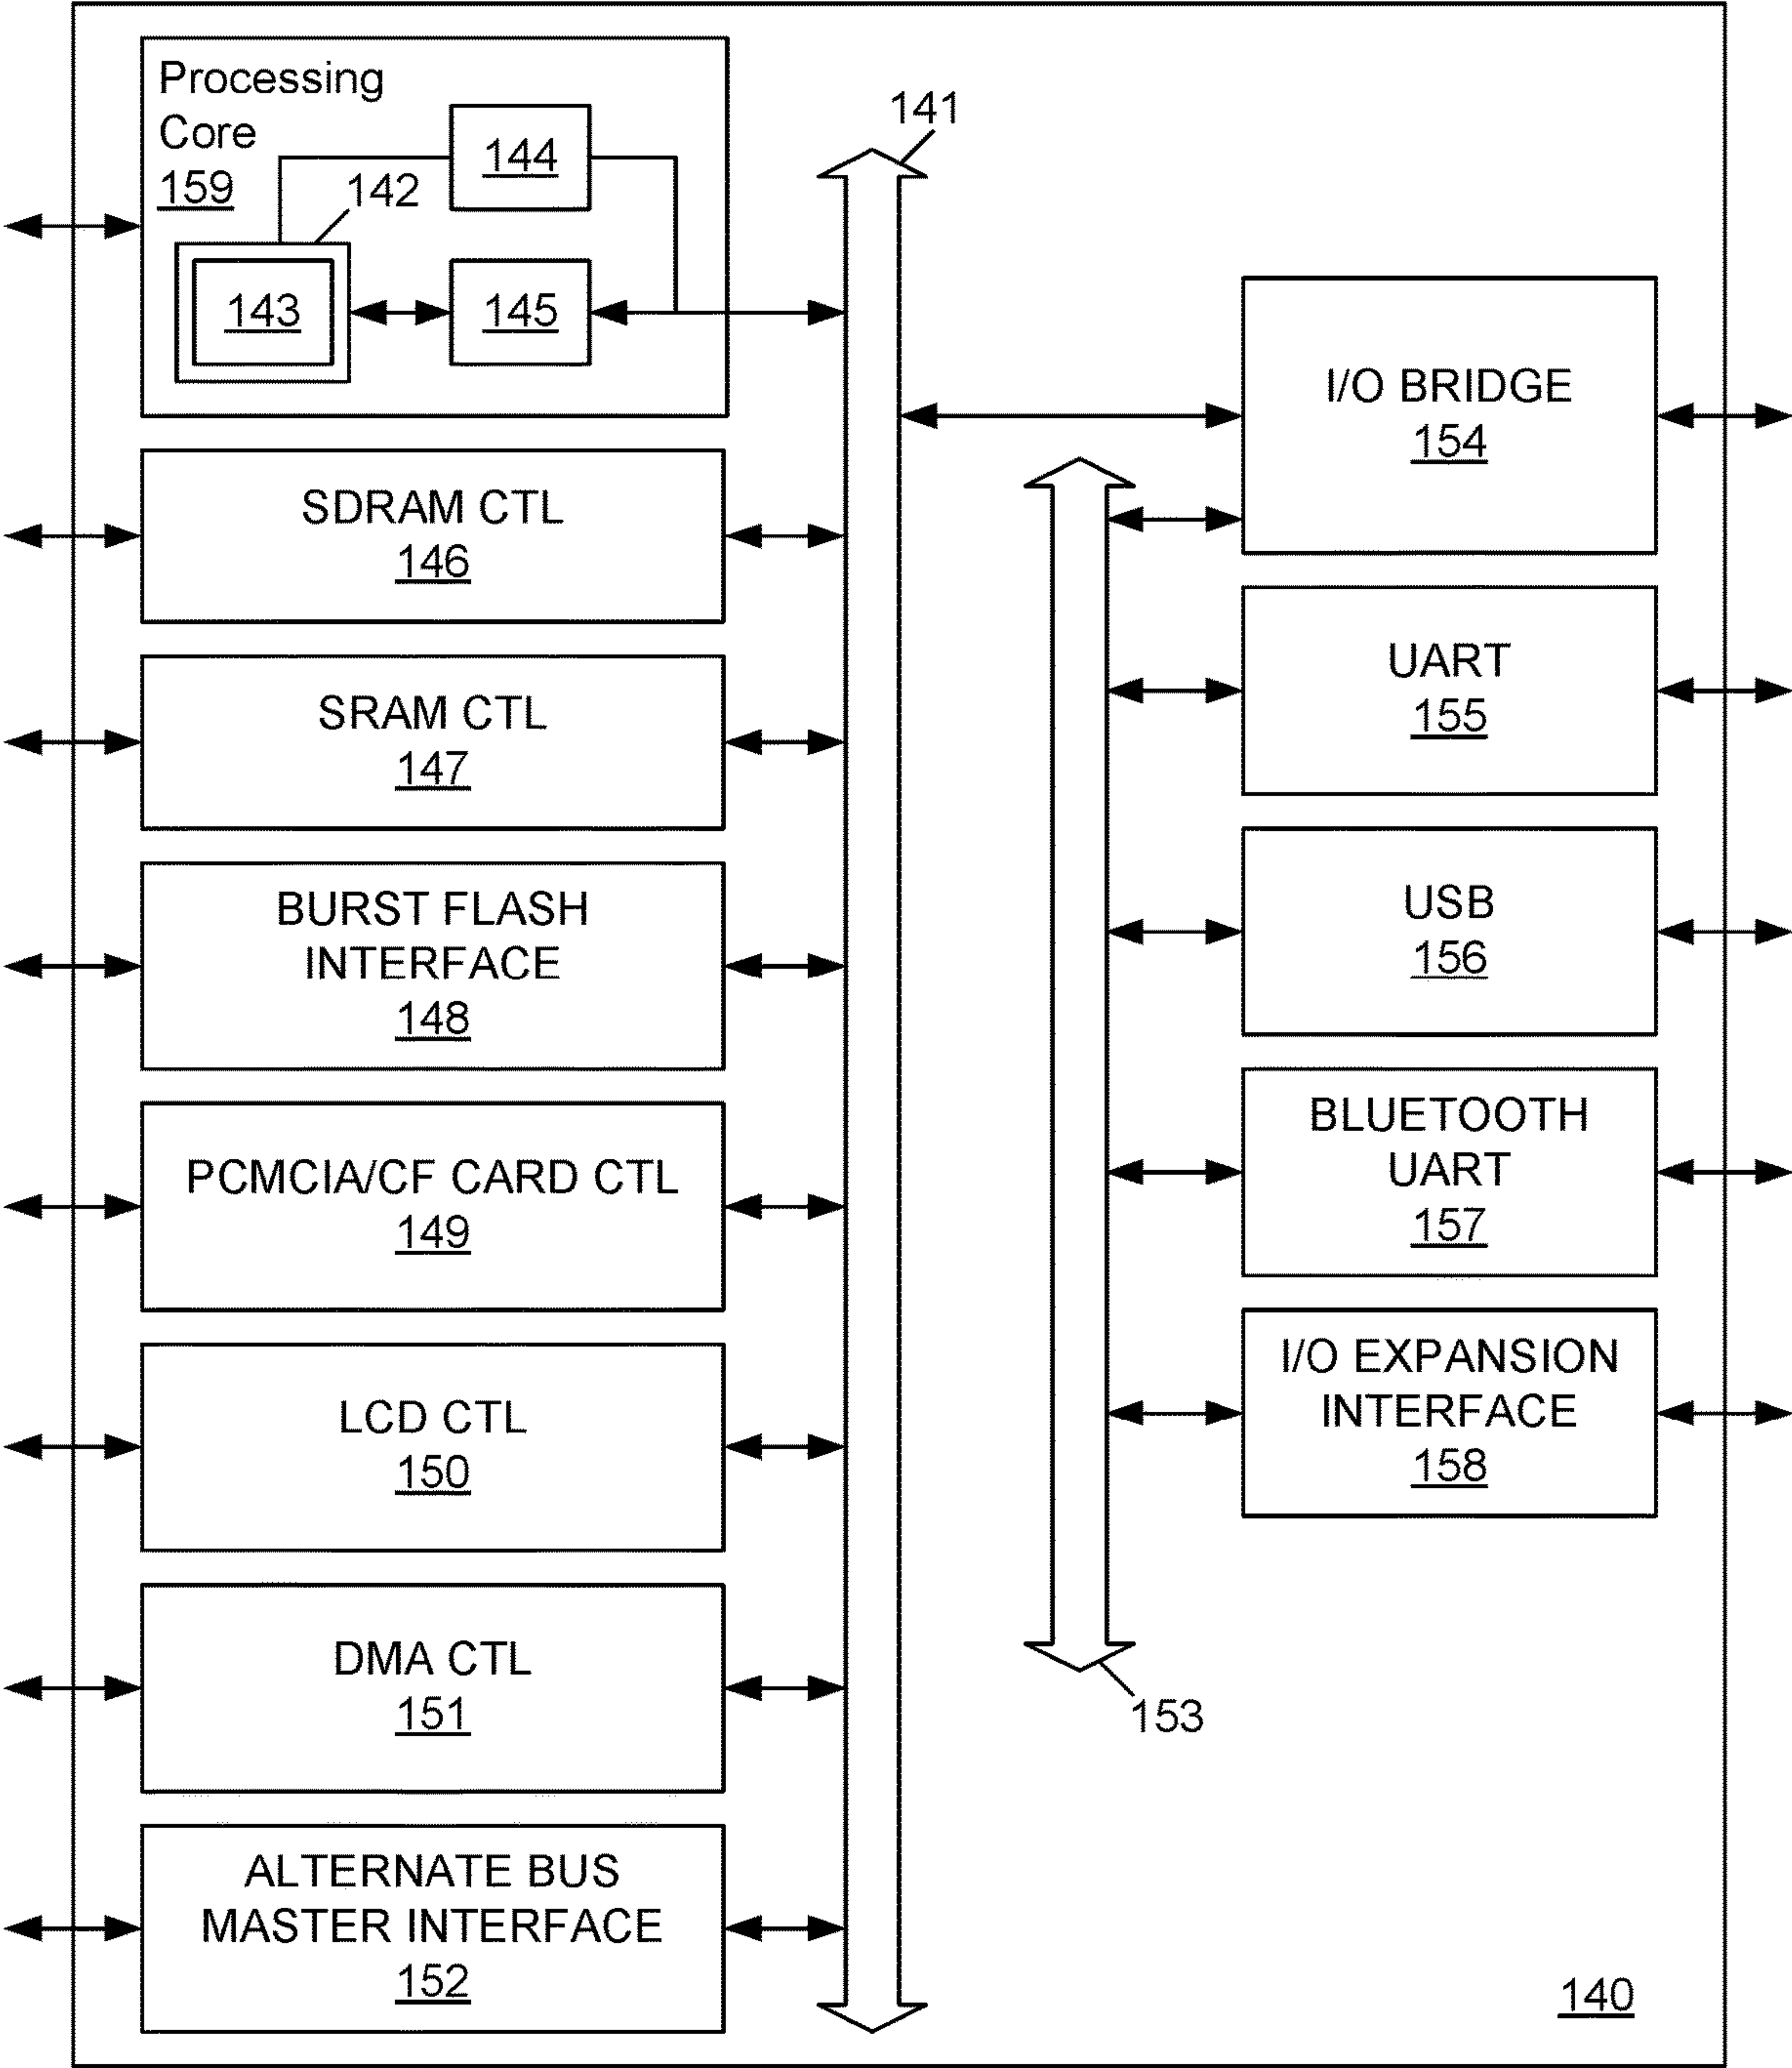 Processing
Core
159
142
144
143
145
141
SDRAM CTL
146
SRAM CTL
147
BURST FLASH
INTERFACE
148
PCMCIA/CF CARD CTL
149
LCD CTL
150
DMA CTL
151
ALTERNATE BUS
MASTER INTERFACE
152
I/O BRIDGE
154
UART
155
USB
156
BLUETOOTH
UART
157
I/O EXPANSION
INTERFACE
158
153
140